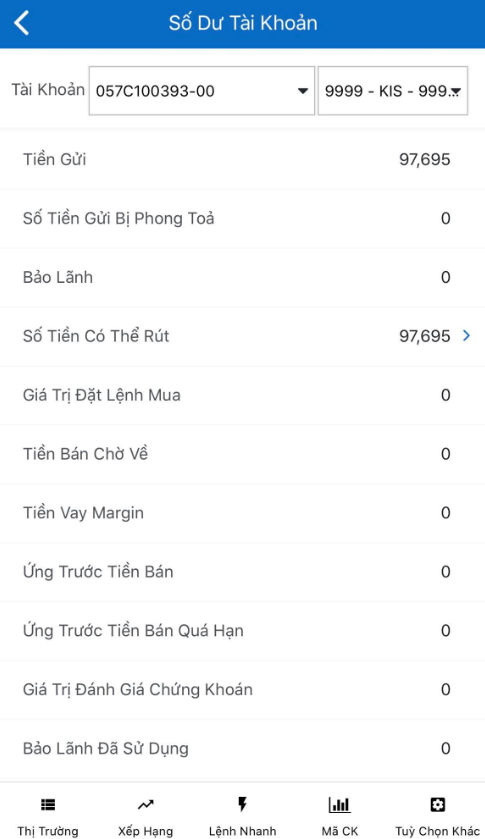 Số Dư Tài Khoản
Tài Khoản 057C100393-00 9999 - KIS - 999...
Tiền Gửi 97,695
Số Tiền Gửi Bị Phong Toả 0
Bảo Lãnh 0
Số Tiền Có Thể Rút 97,695
Giá Trị Đặt Lệnh Mua 0
Tiền Bán Chờ Về 0
Tiền Vay Margin 0
Ứng Trước Tiền Bán 0
Ứng Trước Tiền Bán Quá Hạn 0
Giá Trị Đánh Giá Chứng Khoán 0
Bảo Lãnh Đã Sử Dụng 0
Thị Trường Xếp Hạng Lệnh Nhanh Mã CK Tuỳ Chọn Khác